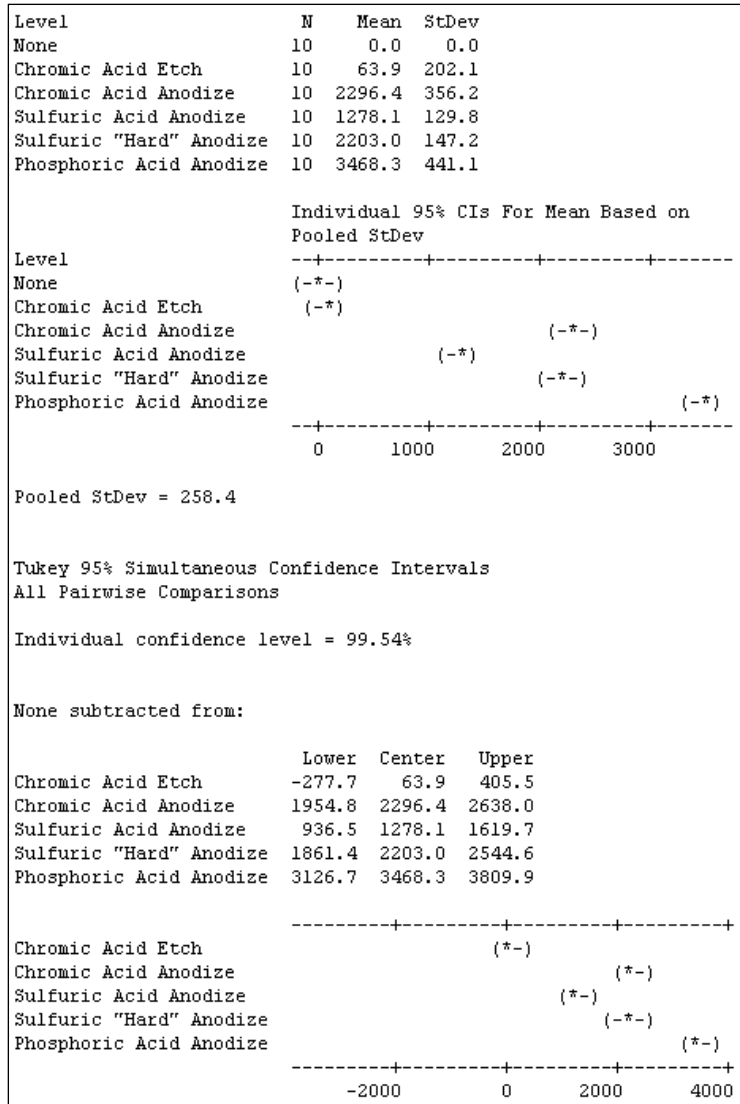 Level                   N    Mean  StDev
None                   10     0.0    0.0
Chromic Acid Etch      10    63.9  202.1
Chromic Acid Anodize   10  2296.4  356.2
Sulfuric Acid Anodize  10  1278.1  129.8
Sulfuric "Hard" Anodize  10  2203.0  147.2
Phosphoric Acid Anodize  10  3468.3  441.1
Individual 95% CIs For Mean Based on
Pooled StDev
Level                    --+---------+---------+---------+-------
None                     (-*-)
Chromic Acid Etch         (-*)
Chromic Acid Anodize                            (-*-)
Sulfuric Acid Anodize                 (-*)
Sulfuric "Hard" Anodize                        (-*-)
Phosphoric Acid Anodize                                     (-*)
--+---------+---------+---------+-------
0      1000      2000      3000
Pooled StDev = 258.4
Tukey 95% Simultaneous Confidence Intervals
All Pairwise Comparisons
Individual confidence level = 99.54%
None subtracted from:
Lower  Center   Upper
Chromic Acid Etch        -277.7    63.9   405.5
Chromic Acid Anodize     1954.8  2296.4  2638.0
Sulfuric Acid Anodize     936.5  1278.1  1619.7
Sulfuric "Hard" Anodize  1861.4  2203.0  2544.6
Phosphoric Acid Anodize  3126.7  3468.3  3809.9
---------+---------+---------+---------+
Chromic Acid Etch                          (*-)
Chromic Acid Anodize                                  (*-)
Sulfuric Acid Anodize                            (*-)
Sulfuric "Hard" Anodize                              (-*-)
Phosphoric Acid Anodize                                     (*-)
---------+---------+---------+---------+
-2000         0      2000      4000